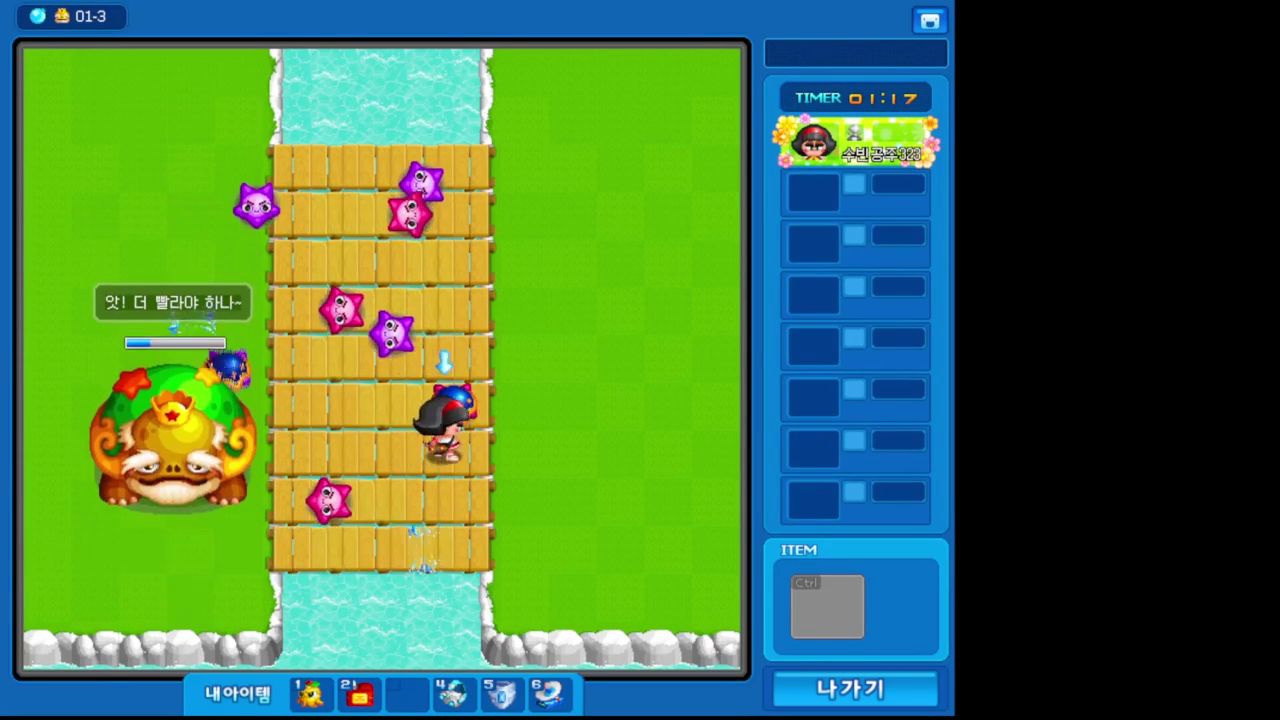 01-3
TIMER 01:17
수빈공주323
앗! 더 빨라야 하나~
ITEM
Ctrl
내아이템
1
2
4
5
6
나가기